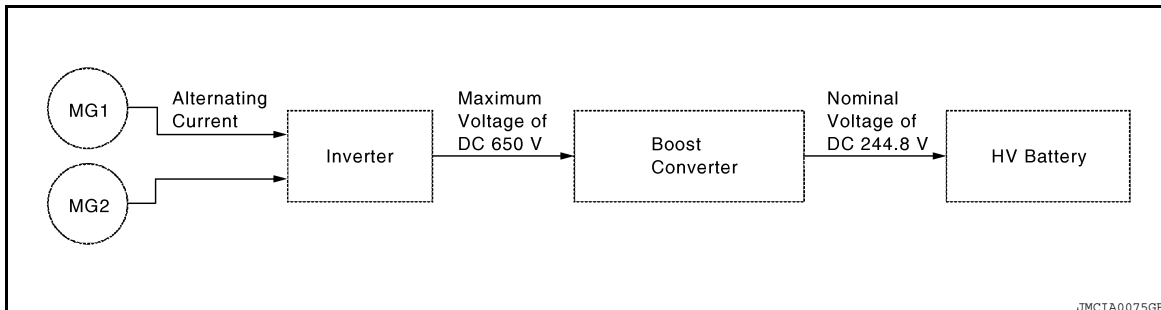 MG1
MG2
Alternating
Current
Inverter
Maximum
Voltage of
DC 650 V
Boost
Converter
Nominal
Voltage of
DC 244.8 V
HV Battery